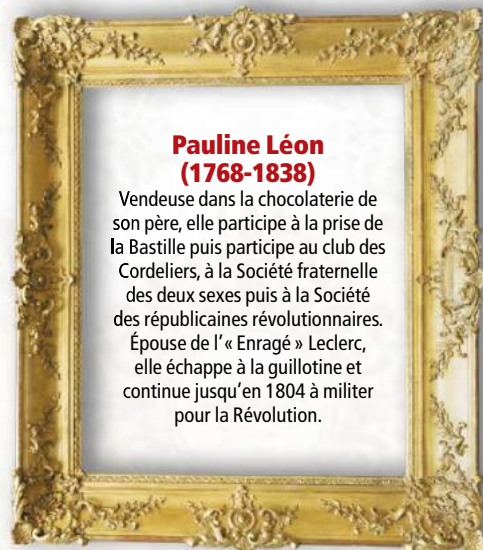 Pauline Léon
(1768-1838)
Vendeuse dans la chocolaterie de
son père, elle participe à la prise de
la Bastille puis participe au club des
Cordeliers, à la Société fraternelle
des deux sexes puis à la Société
des républicaines révolutionnaires.
Épouse de l'« Enragé » Leclerc,
elle échappe à la guillotine et
continue jusqu'en 1804 à militer
pour la Révolution.